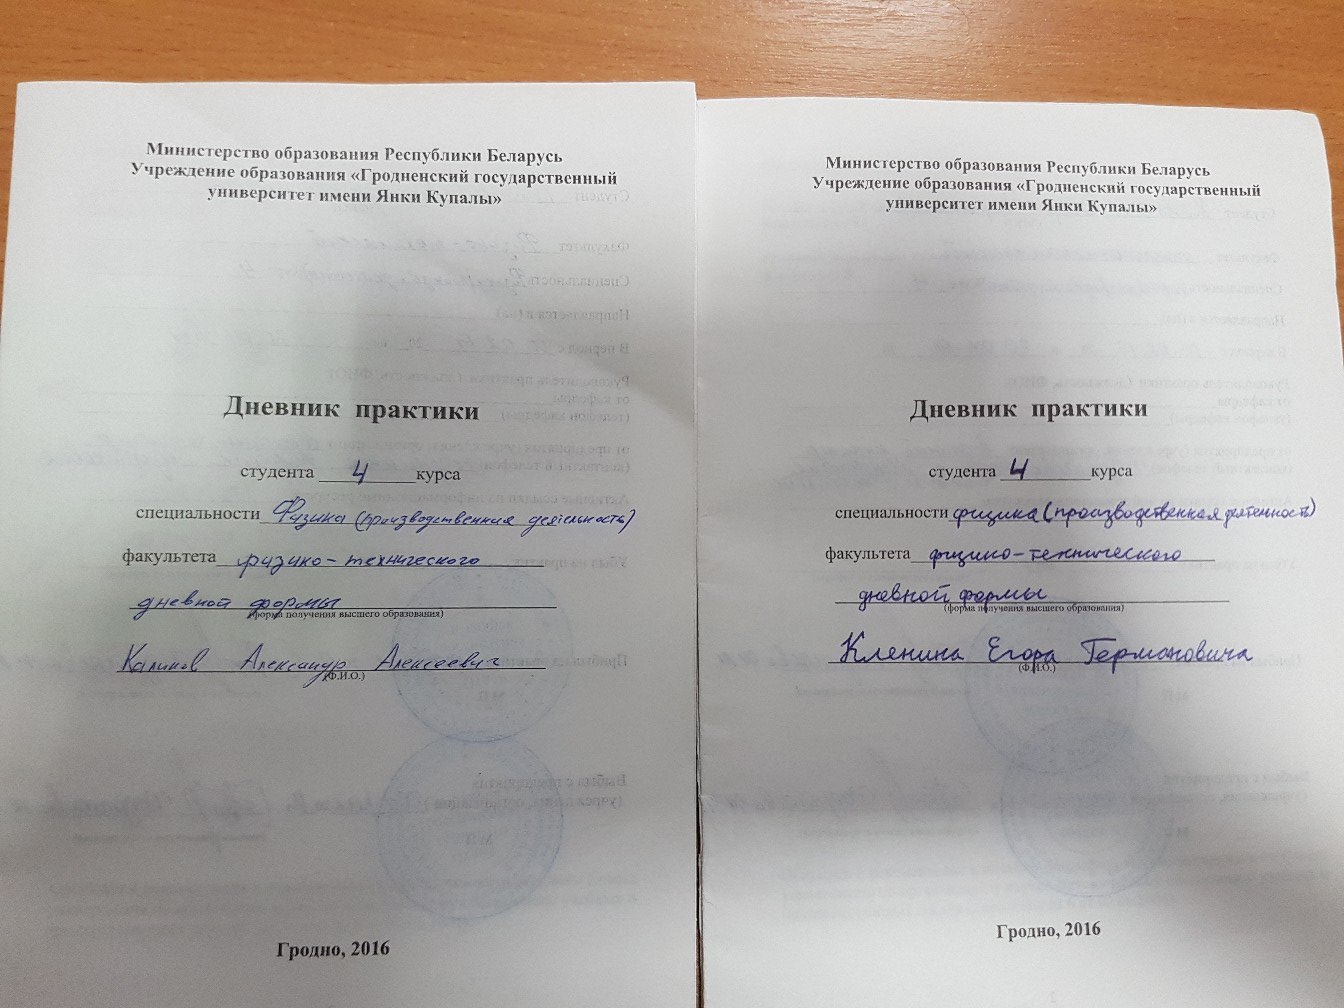 Министерство образования Республики Беларусь
Учреждение образования «Гродненский государственный
университет имени Янки Купалы»
Дневник практики
студента 4 курса
специальности Физика (производственная деятельность)
факультета физико-технического
дневной формы
(форма получения высшего образования)
Калинов Александр Алексеевич
(Ф.И.О.)
Гродно, 2016
Министерство образования Республики Беларусь
Учреждение образования «Гродненский государственный
университет имени Янки Купалы»
Дневник практики
студента 4 курса
специальности физика (производственная деятельность)
факультета физико-технического
дневной формы
(форма получения высшего образования)
Кленина Егора Германовича
(Ф.И.О.)
Гродно, 2016